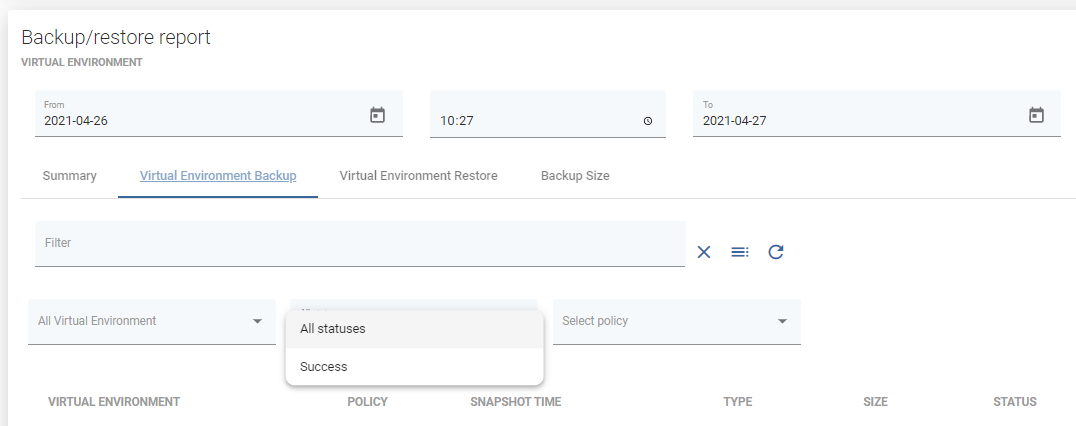 Backup/restore report
VIRTUAL ENVIRONMENT
From
2021-04-26
10:27
To
2021-04-27
Summary Virtual Environment Backup Virtual Environment Restore Backup Size
Filter
All Virtual Environment
Select policy
All statuses
Success
VIRTUAL ENVIRONMENT POLICY SNAPSHOT TIME TYPE SIZE STATUS